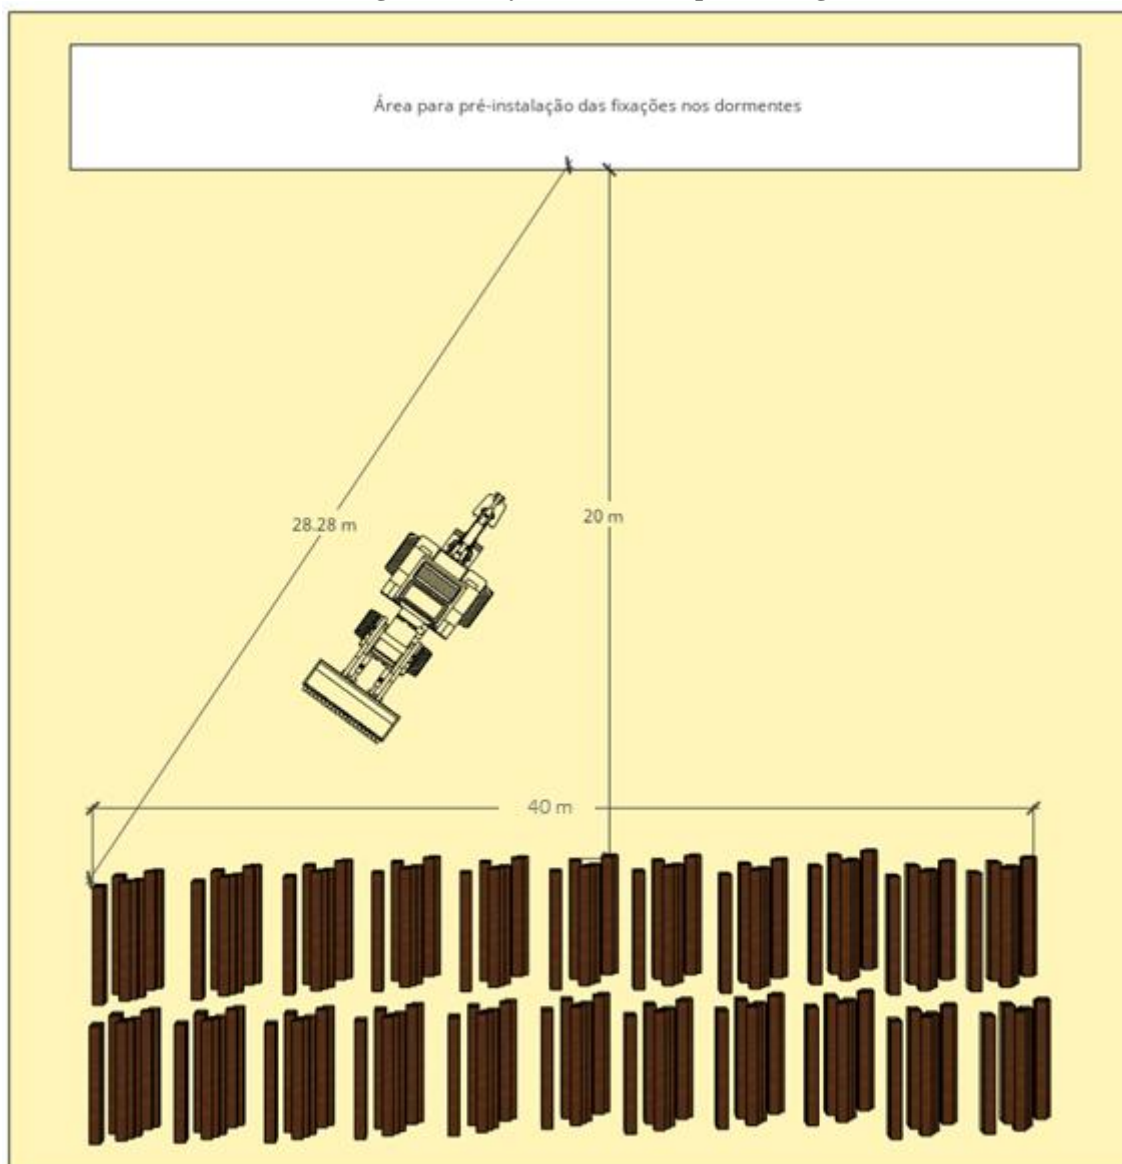 Área para pré-instalação das fixações nos dormentes
28.28 m
20 m
40 m